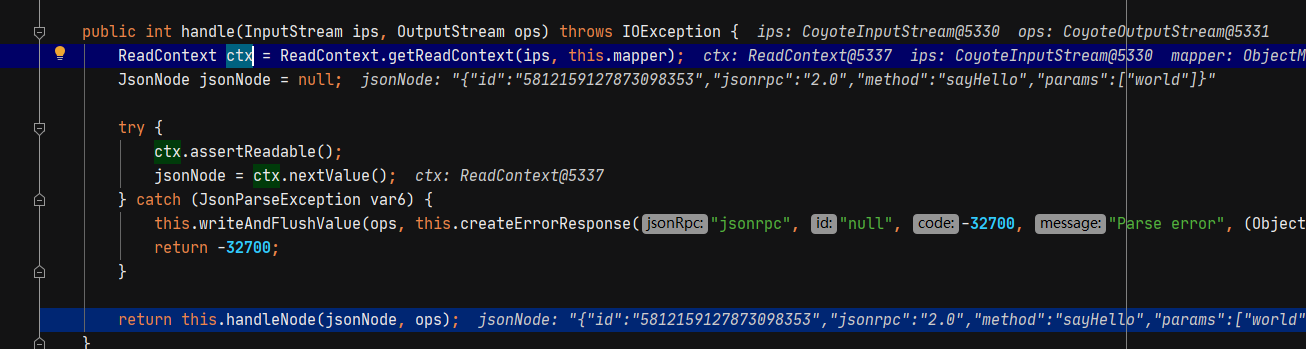 public int handle(InputStream ips, OutputStream ops) throws IOException { ips: CoyoteInputStream@5330 ops: CoyoteOutputStream@5331
ReadContext ctx = ReadContext.getReadContext(ips, this.mapper); ctx: ReadContext@5337 ips: CoyoteInputStream@5330 mapper: ObjectM
JsonNode jsonNode = null; jsonNode: "{"id":"5812159127873098353","jsonrpc":"2.0","method":"sayHello","params":["world"]}"
try {
ctx.assertReadable();
jsonNode = ctx.nextValue(); ctx: ReadContext@5337
} catch (JsonParseException var6) {
this.writeAndFlushValue(ops, this.createErrorResponse( jsonRpc: "jsonrpc", id: "null", code: -32700, message: "Parse error", (Object
return -32700;
}
return this.handleNode(jsonNode, ops); jsonNode: "{"id":"5812159127873098353","jsonrpc":"2.0","method":"sayHello","params":["world"
}